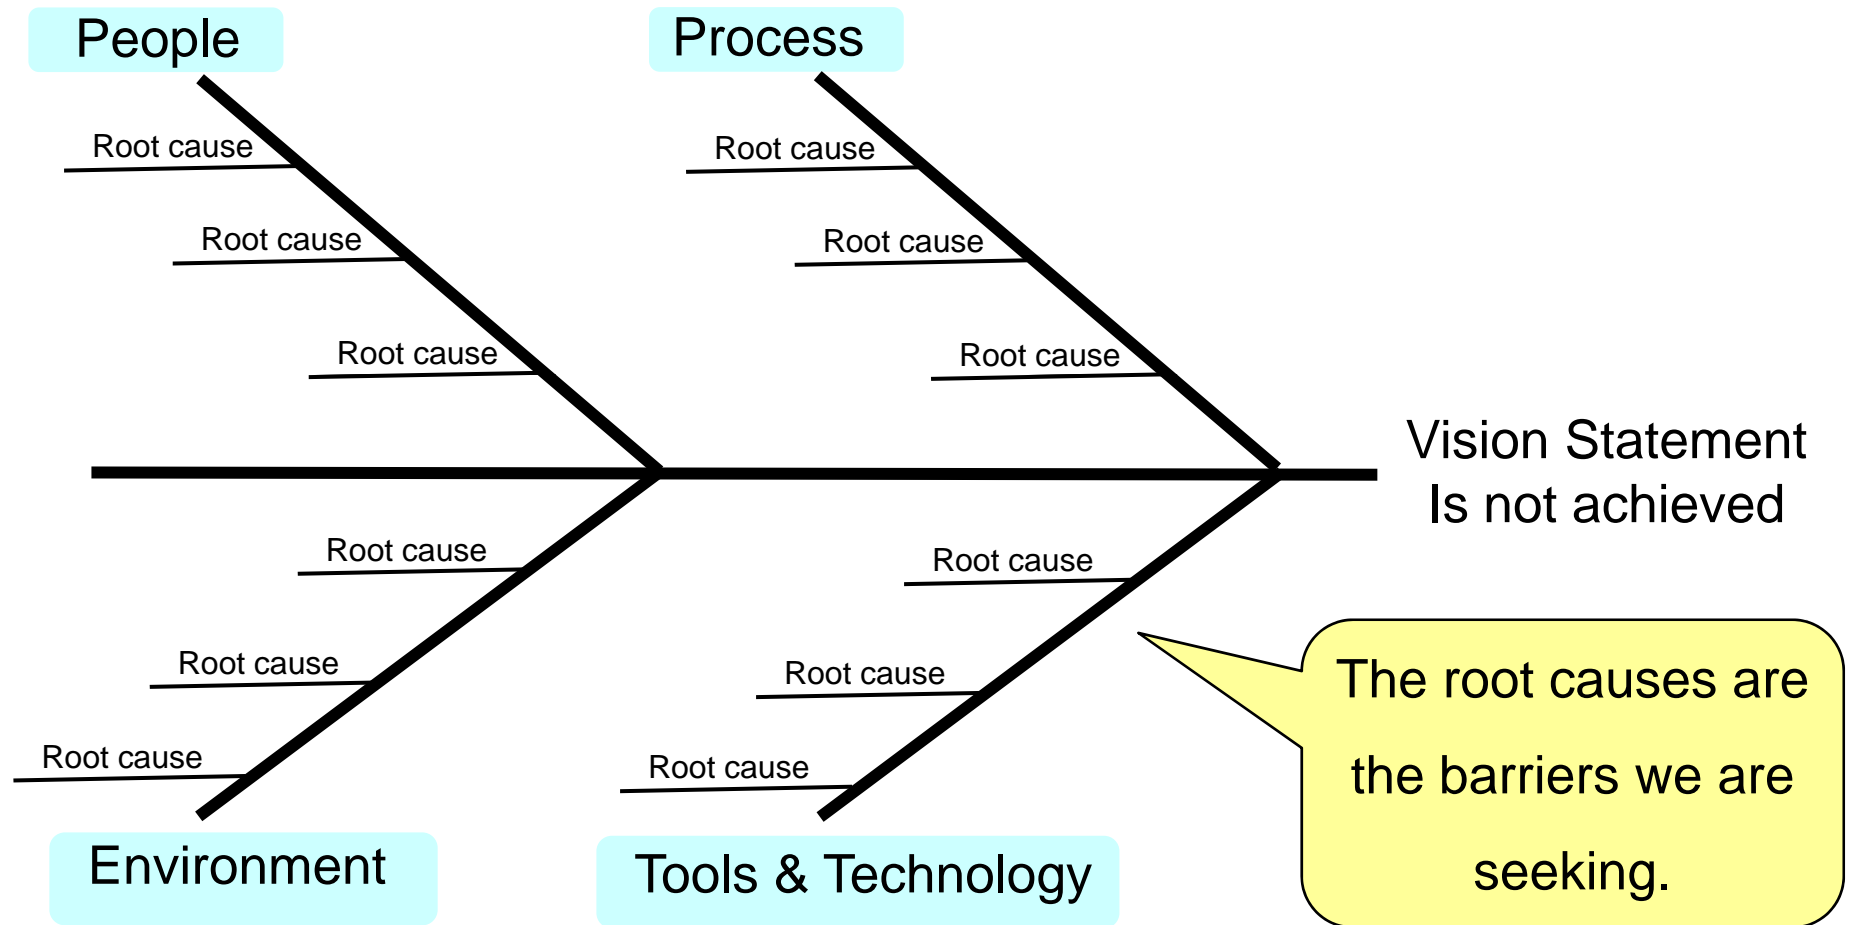 People
Process
Root cause
Root cause
Root cause
Root cause
Root cause
Root cause
Vision Statement
Is not achieved
Root cause
Root cause
Root cause
Root cause
Root cause
Root cause
Environment
Tools & Technology
The root causes are
the barriers we are
seeking.